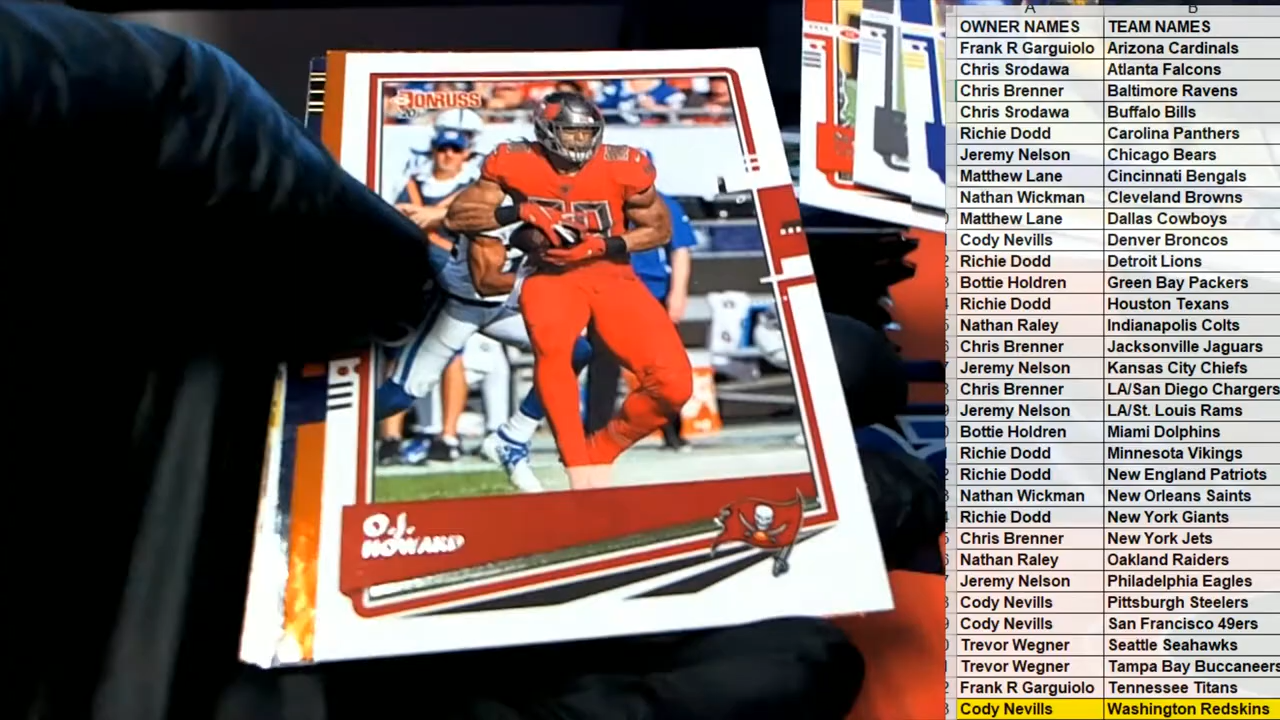 DONRUSS
O.J.
HOWARD
A B
OWNER NAMES TEAM NAMES
Frank R Garguiolo Arizona Cardinals
Chris Srodawa Atlanta Falcons
Chris Brenner Baltimore Ravens
Chris Srodawa Buffalo Bills
Richie Dodd Carolina Panthers
Jeremy Nelson Chicago Bears
Matthew Lane Cincinnati Bengals
Nathan Wickman Cleveland Browns
Matthew Lane Dallas Cowboys
Cody Nevills Denver Broncos
Richie Dodd Detroit Lions
Bottie Holdren Green Bay Packers
Richie Dodd Houston Texans
Nathan Raley Indianapolis Colts
Chris Brenner Jacksonville Jaguars
Jeremy Nelson Kansas City Chiefs
Chris Brenner LA/San Diego Chargers
Jeremy Nelson LA/St. Louis Rams
Bottie Holdren Miami Dolphins
Richie Dodd Minnesota Vikings
Richie Dodd New England Patriots
Nathan Wickman New Orleans Saints
Richie Dodd New York Giants
Chris Brenner New York Jets
Nathan Raley Oakland Raiders
Jeremy Nelson Philadelphia Eagles
Cody Nevills Pittsburgh Steelers
Cody Nevills San Francisco 49ers
Trevor Wegner Seattle Seahawks
Trevor Wegner Tampa Bay Buccaneers
Frank R Garguiolo Tennessee Titans
Cody Nevills Washington Redskins